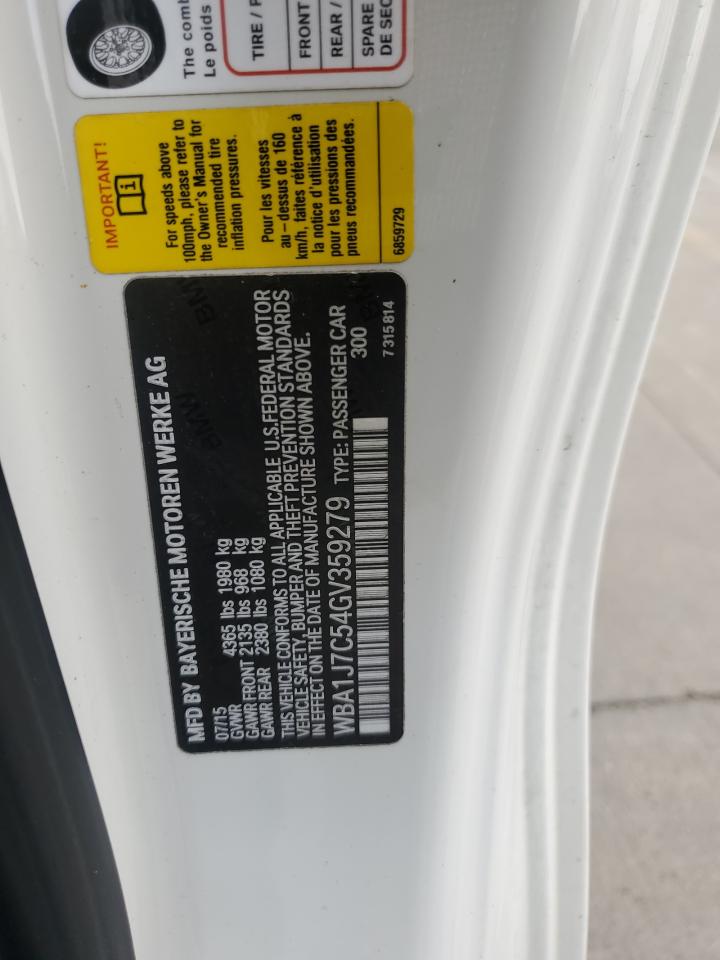 The comb
Le poids
TIRE / P
FRONT
REAR /
SPARE
DE SEC
IMPORTANT!
For speeds above
100mph, please refer to
the Owner's Manual for
recommended tire
inflation pressures.
Pour les vitesses
au-dessus de 160
km/h, faites référence à
la notice d'utilisation
pour les pressions des
pneus recommandées.
6859729
MFD BY BAYERISCHE MOTOREN WERKE AG
07/15
GVWR 4365 lbs 1980 kg
GAWR FRONT 2135 lbs 968 kg
GAWR REAR 2380 lbs 1080 kg
THIS VEHICLE CONFORMS TO ALL APPLICABLE U.S.FEDERAL MOTOR
VEHICLE SAFETY, BUMPER AND THEFT PREVENTION STANDARDS
IN EFFECT ON THE DATE OF MANUFACTURE SHOWN ABOVE.
WBA1J7C54GV359279 TYPE: PASSENGER CAR
300
7 315 814